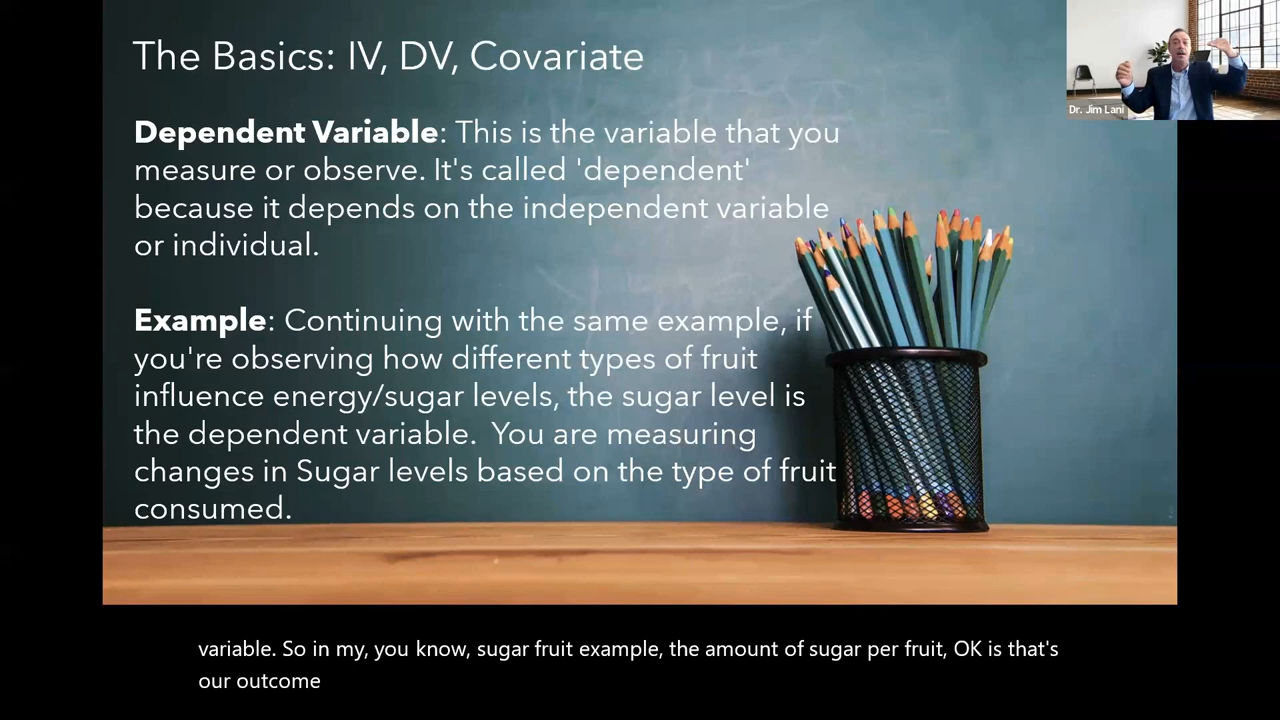 The Basics: IV, DV, Covariate
Dependent Variable: This is the variable that you
measure or observe. It's called 'dependent'
because it depends on the independent variable
or individual.
Example: Continuing with the same example, if
you're observing how different types of fruit
influence energy/sugar levels, the sugar level is
the dependent variable.  You are measuring
changes in Sugar levels based on the type of fruit
consumed.
Dr. Jim Lani
variable. So in my, you know, sugar fruit example, the amount of sugar per fruit, OK is that's
our outcome